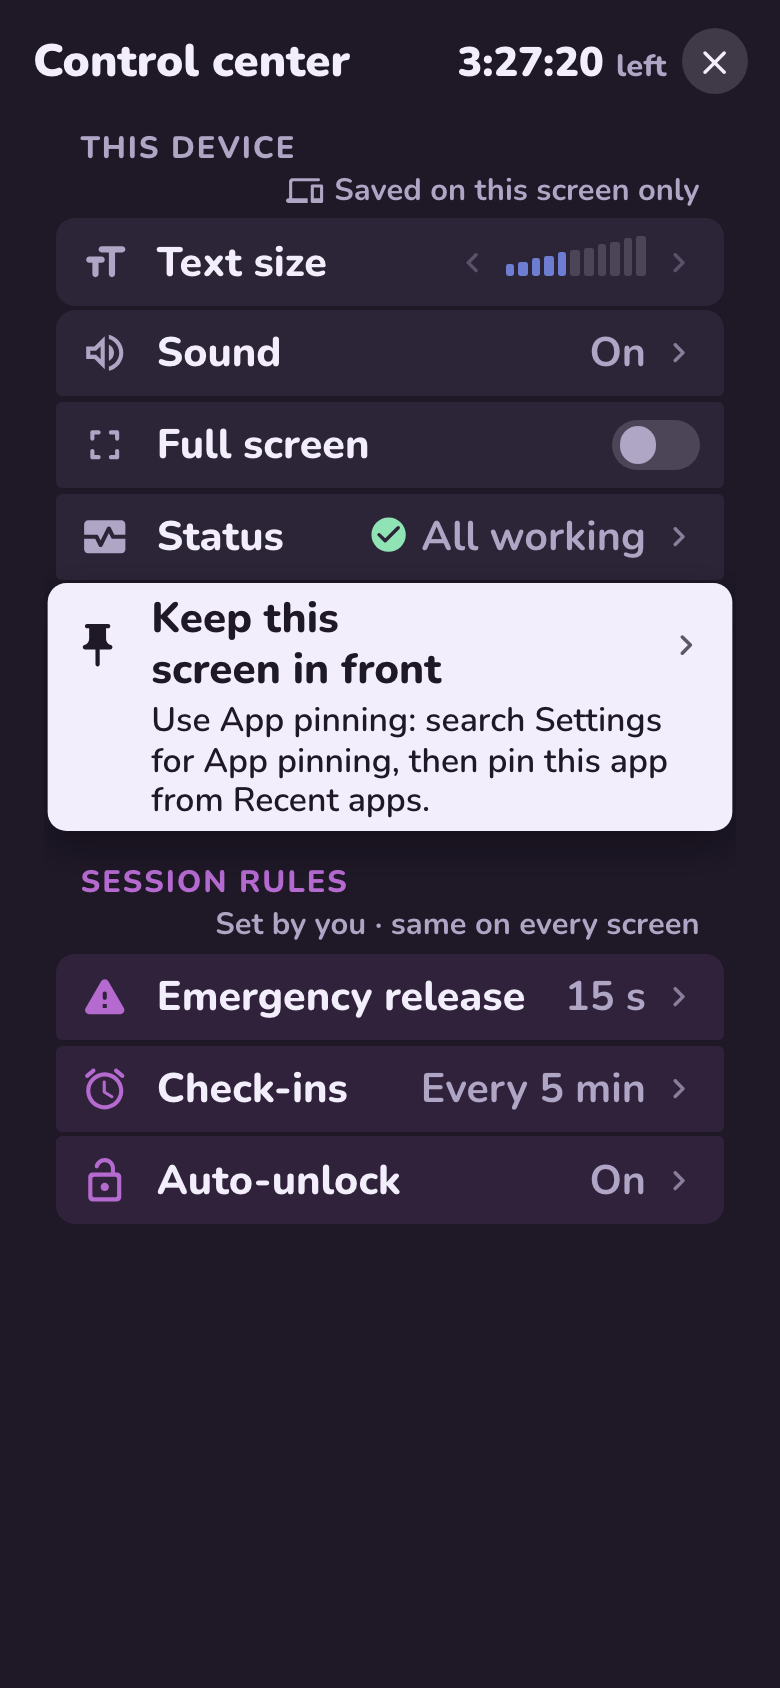 Control center
3:27:20 left
THIS DEVICE
Saved on this screen only
Text size
Sound
On
Full screen
Status
All working
Keep this
screen in front
Use App pinning: search Settings
for App pinning, then pin this app
from Recent apps.
SESSION RULES
Set by you · same on every screen
Emergency release
15 s
Check-ins
Every 5 min
Auto-unlock
On